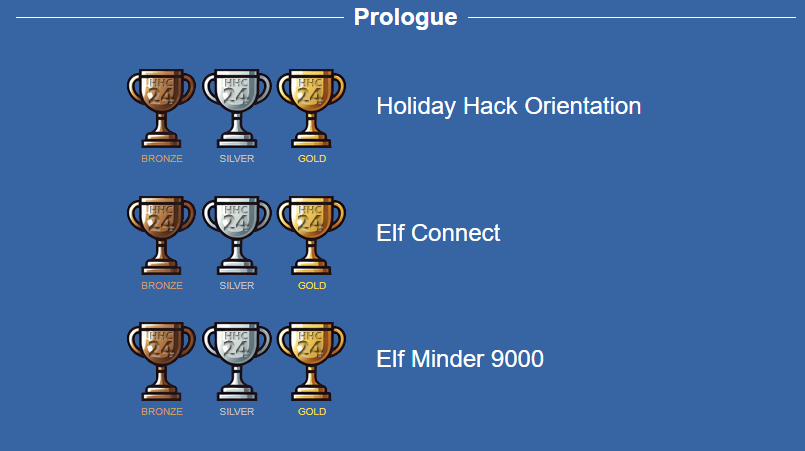 Prologue
HHC HHC HHC
24 24 24
BRONZE SILVER GOLD
Holiday Hack Orientation
HHC HHC HHC
24 24 24
BRONZE SILVER GOLD
Elf Connect
HHC HHC HHC
24 24 24
BRONZE SILVER GOLD
Elf Minder 9000